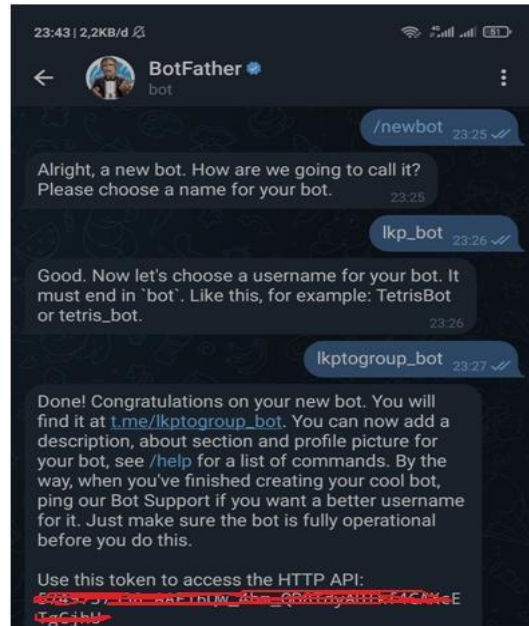 23:43 | 2,2KB/d
4G
51
BotFather
bot
/newbot 23:25
Alright, a new bot. How are we going to call it?
Please choose a name for your bot.
23:25
lkp_bot 23:26
Good. Now let's choose a username for your bot. It
must end in `bot`. Like this, for example: TetrisBot
or tetris_bot.
23:26
lkptogroup_bot 23:27
Done! Congratulations on your new bot. You will
find it at t.me/lkptogroup_bot. You can now add a
description, about section and profile picture for
your bot, see /help for a list of commands. By the
way, when you've finished creating your cool bot,
ping our Bot Support if you want a better username
for it. Just make sure the bot is fully operational
before you do this.
Use this token to access the HTTP API: